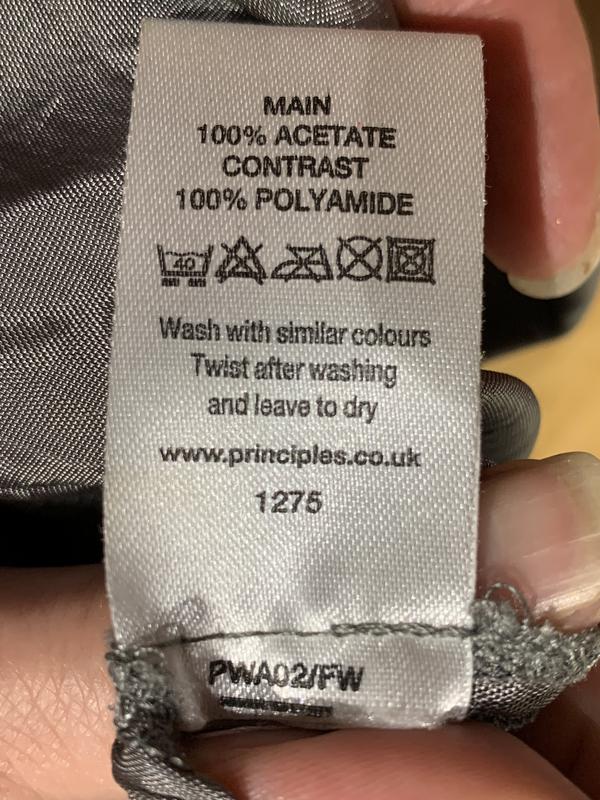 MAIN
100% ACETATE
CONTRAST
100% POLYAMIDE
40
Wash with similar colours
Twist after washing
and leave to dry
www.principles.co.uk
1275
PWA02/FW